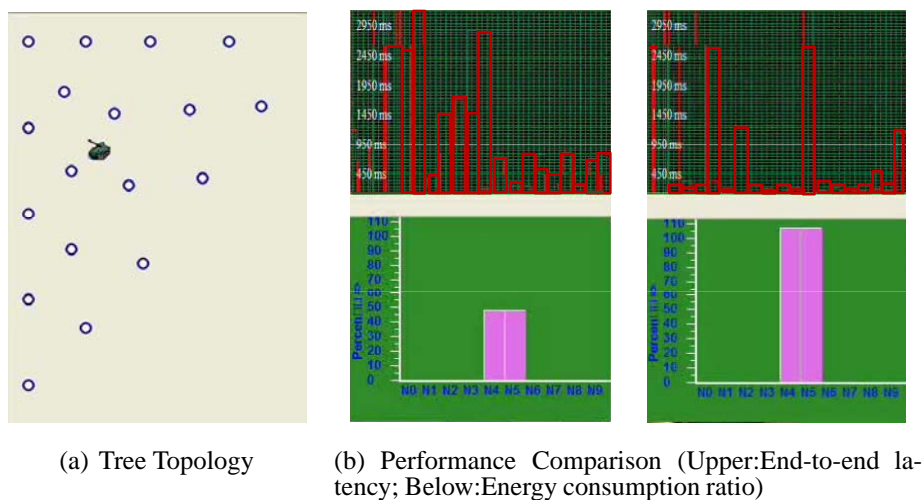 2950 ms
2450 ms
1950 ms
1450 ms
950 ms
450 ms
2950 ms
2450 ms
1950 ms
1450 ms
950 ms
450 ms
110
100
90
80
70
60
50
40
30
20
10
0
N0 N1 N2 N3 N4 N5 N6 N7 N8 N9
110
100
90
80
70
60
50
40
30
20
10
0
N0 N1 N2 N3 N4 N5 N6 N7 N8 N9
(a) Tree Topology
(b) Performance Comparison (Upper:End-to-end la-
tency; Below:Energy consumption ratio)